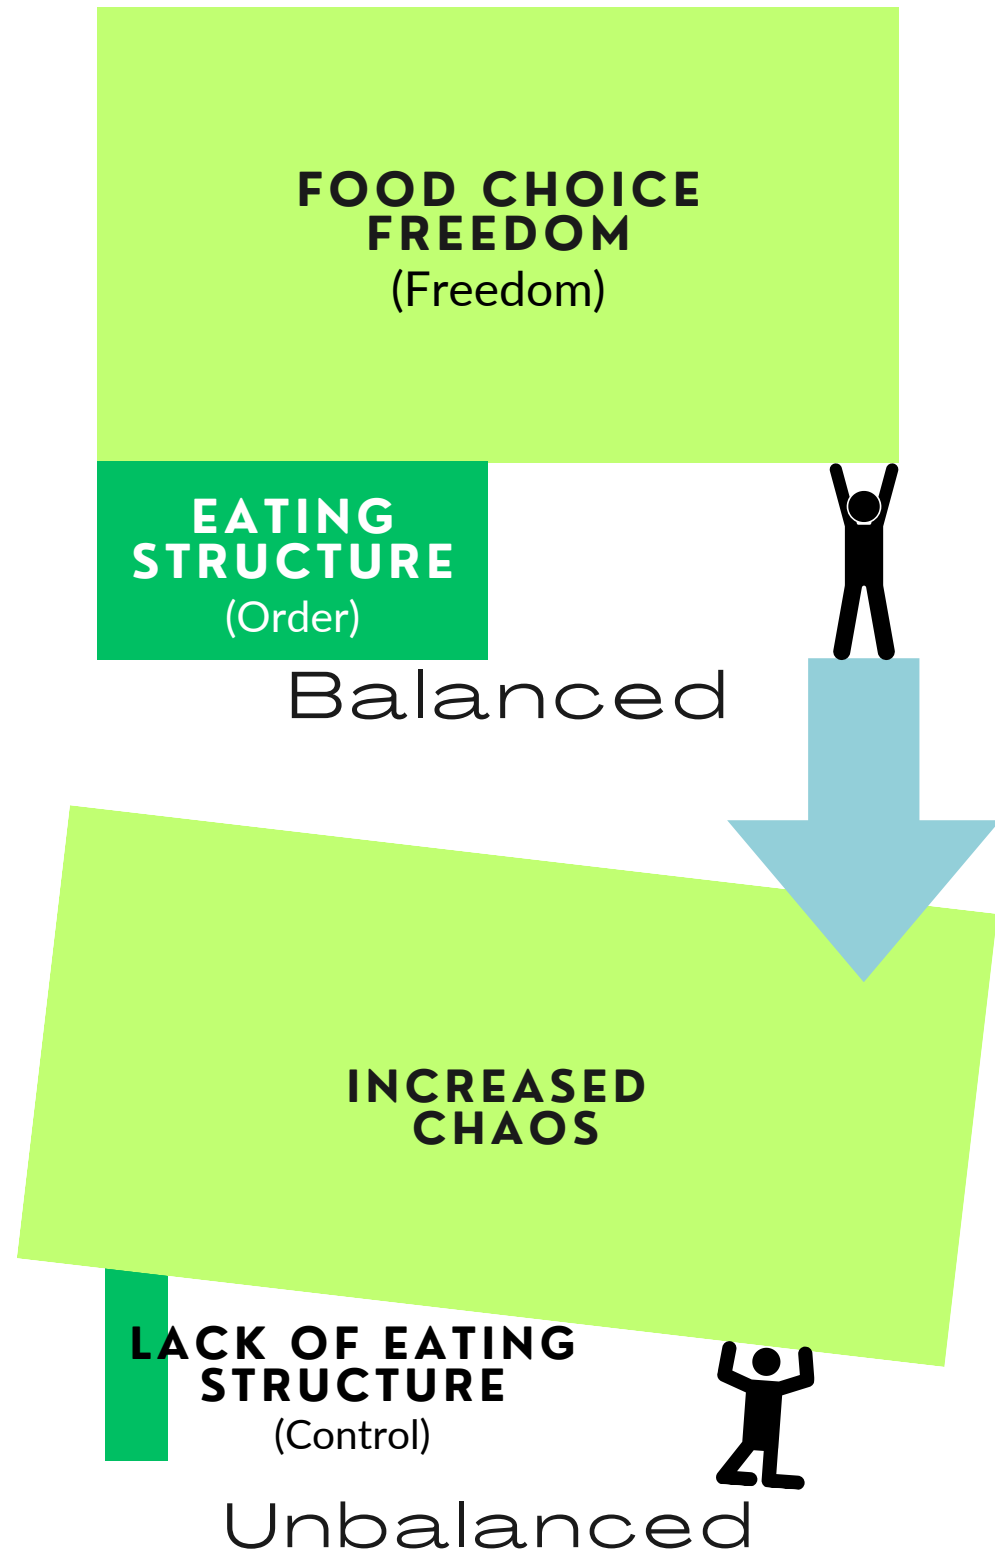 FOOD CHOICE
FREEDOM
(Freedom)
EATING
STRUCTURE
(Order)
Balanced
INCREASED
CHAOS
LACK OF EATING
STRUCTURE
(Control)
Unbalanced